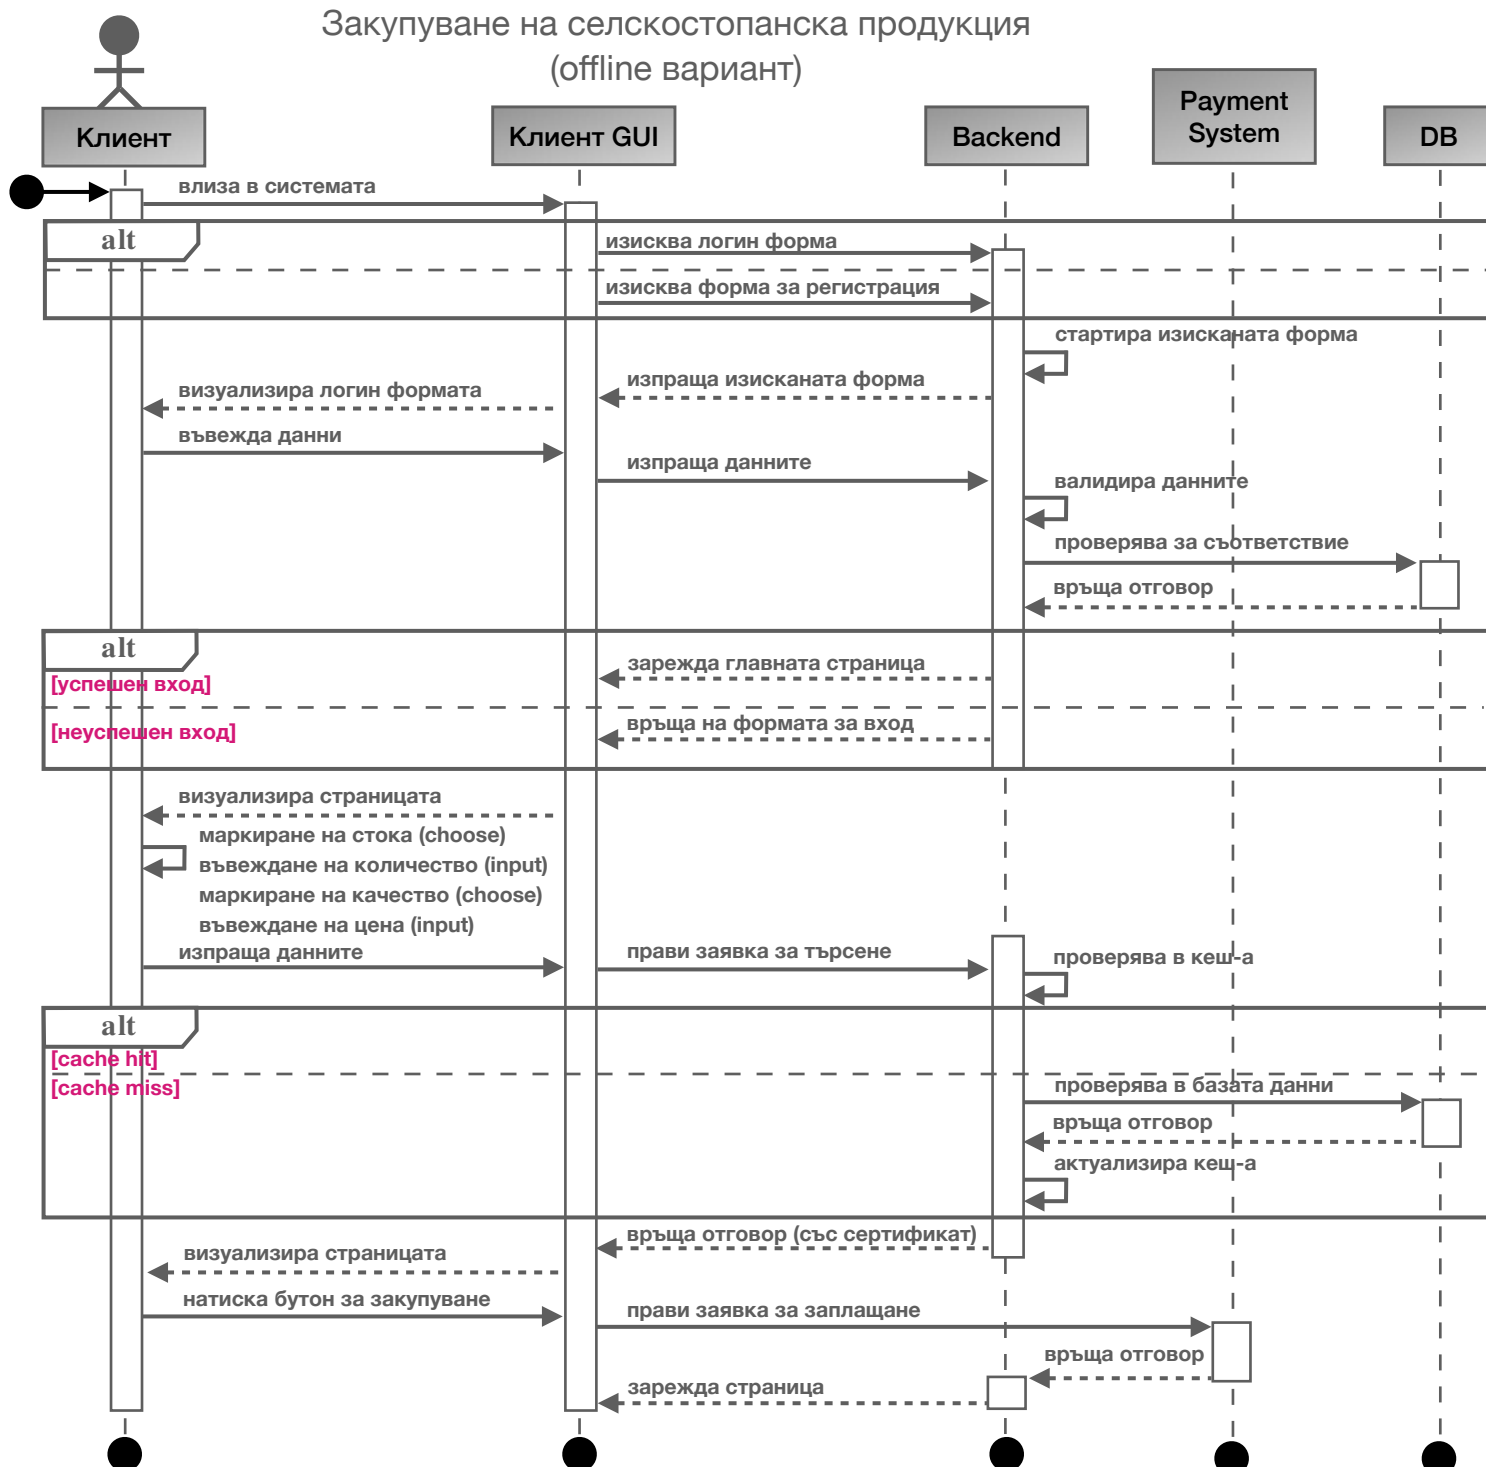 Закупуване на селскостопанска продукция
(offline вариант)
Клиент
Клиент GUI
Backend
Payment
System
DB
влиза в системата
alt
изисква логин форма
изисква форма за регистрация
стартира изисканата форма
изпраща изисканата форма
визуализира логин формата
въвежда данни
изпраща данните
валидира данните
проверява за съответствие
връща отговор
alt
зарежда главната страница
[успешен вход]
връща на формата за вход
[неуспешен вход]
визуализира страницата
маркиране на стока (choose)
въвеждане на количество (input)
маркиране на качество (choose)
въвеждане на цена (input)
изпраща данните
прави заявка за търсене
проверява в кеш-а
alt
[cache hit]
[cache miss]
проверява в базата данни
връща отговор
актуализира кеш-а
връща отговор (със сертификат)
визуализира страницата
натиска бутон за закупуване
прави заявка за заплащане
връща отговор
зарежда страница